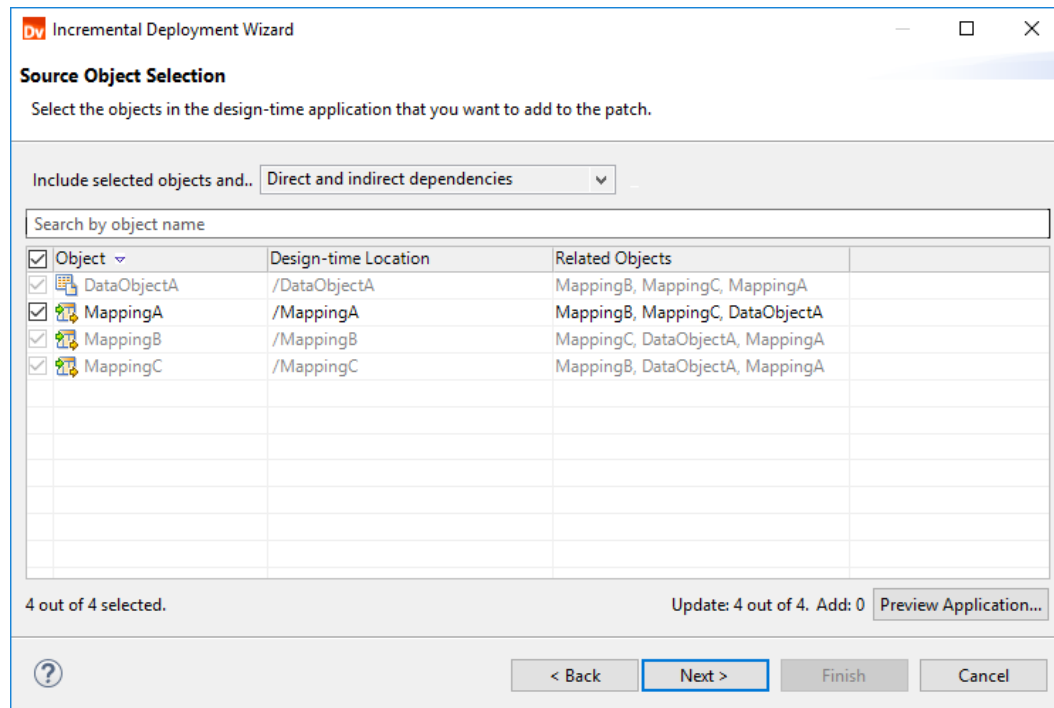 Dv Incremental Deployment Wizard
Source Object Selection
Select the objects in the design-time application that you want to add to the patch.
Include selected objects and.. Direct and indirect dependencies
Search by object name
Object Design-time Location Related Objects
DataObjectA /DataObjectA MappingB, MappingC, MappingA
MappingA /MappingA MappingB, MappingC, DataObjectA
MappingB /MappingB MappingC, DataObjectA, MappingA
MappingC /MappingC MappingB, DataObjectA, MappingA
4 out of 4 selected. Update: 4 out of 4. Add: 0 Preview Application...
? < Back Next > Finish Cancel